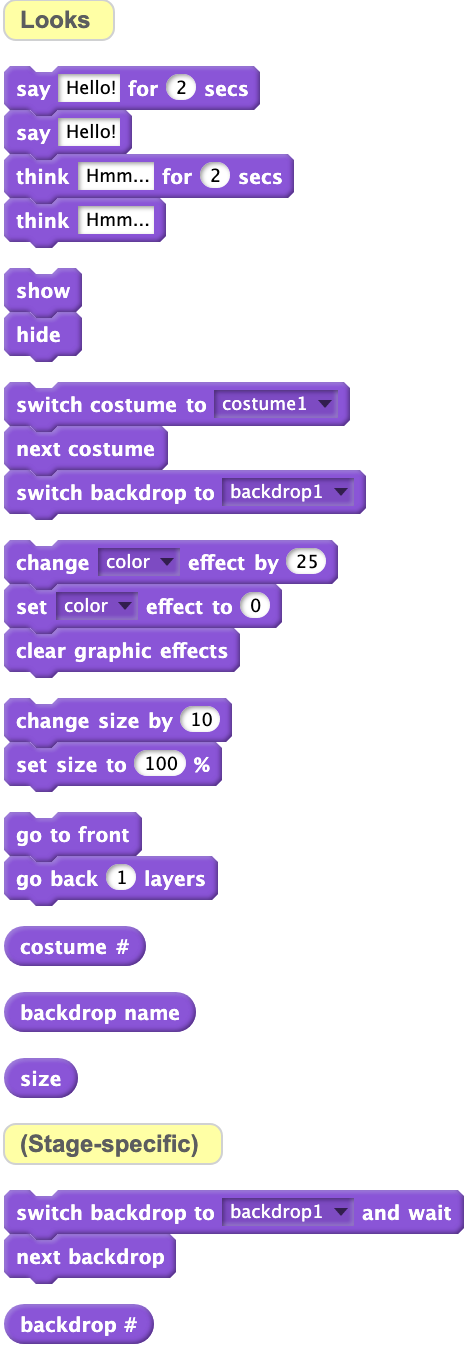 Looks
say Hello! for 2 secs
say Hello!
think Hmm... for 2 secs
think Hmm...
show
hide
switch costume to costume1
next costume
switch backdrop to backdrop1
change color effect by 25
set color effect to 0
clear graphic effects
change size by 10
set size to 100 %
go to front
go back 1 layers
costume #
backdrop name
size
(Stage-specific)
switch backdrop to backdrop1 and wait
next backdrop
backdrop #